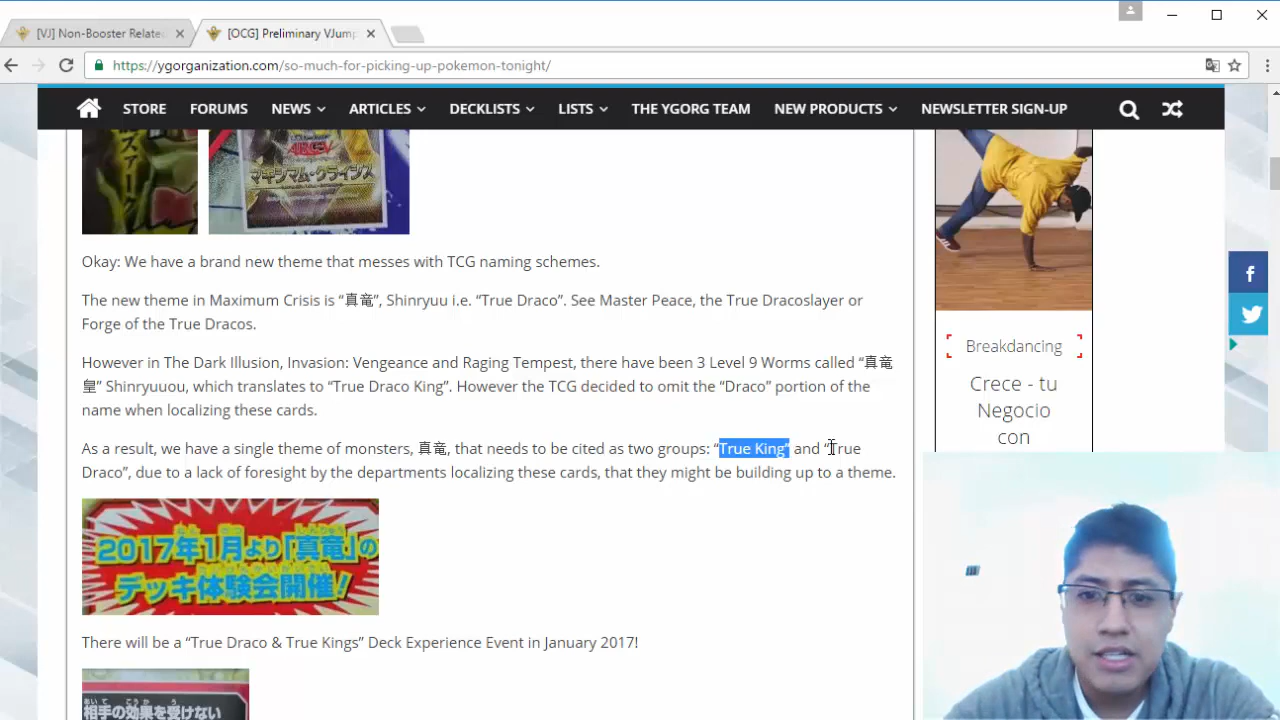 [VJ] Non-Booster Relate
[OCG] Preliminary VJump
https://ygorganization.com/so-much-for-picking-up-pokemon-tonight/
STORE FORUMS NEWS ARTICLES DECKLISTS LISTS THE YGORG TEAM NEW PRODUCTS NEWSLETTER SIGN-UP
マキシマム・クライシス
Okay: We have a brand new theme that messes with TCG naming schemes.
The new theme in Maximum Crisis is “真竜”, Shinryuu i.e. “True Draco”. See Master Peace, the True Dracoslayer or
Forge of the True Dracos.
However in The Dark Illusion, Invasion: Vengeance and Raging Tempest, there have been 3 Level 9 Worms called “真竜
皇” Shinryuuou, which translates to “True Draco King”. However the TCG decided to omit the “Draco” portion of the
name when localizing these cards.
As a result, we have a single theme of monsters, 真竜, that needs to be cited as two groups: “True King” and “True
Draco”, due to a lack of foresight by the departments localizing these cards, that they might be building up to a theme.
2017年1月より「真竜」の
デッキ体験会開催!
There will be a “True Draco & True Kings” Deck Experience Event in January 2017!
相手の効果を受けない
Breakdancing
Crece - tu
Negocio
con